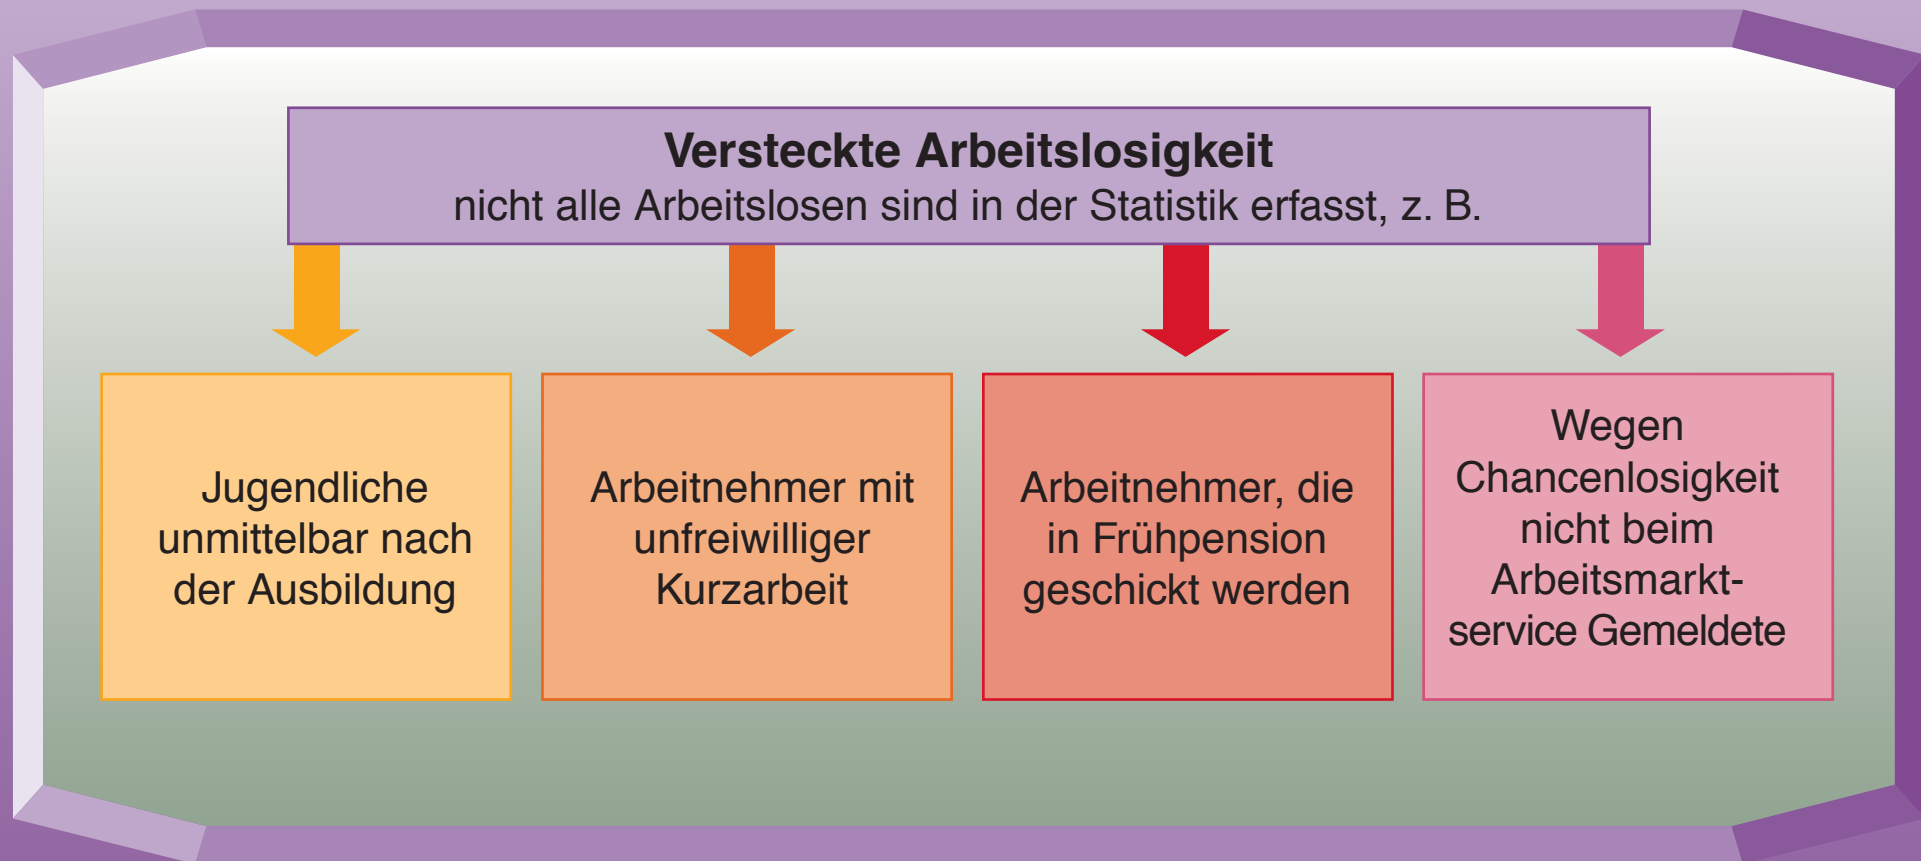 Versteckte Arbeitslosigkeit
nicht alle Arbeitslosen sind in der Statistik erfasst, z. B.
Jugendliche
unmittelbar nach
der Ausbildung
Arbeitnehmer mit
unfreiwilliger
Kurzarbeit
Arbeitnehmer, die
in Frühpension
geschickt werden
Wegen
Chancenlosigkeit
nicht beim
Arbeitsmarkt-
service Gemeldete